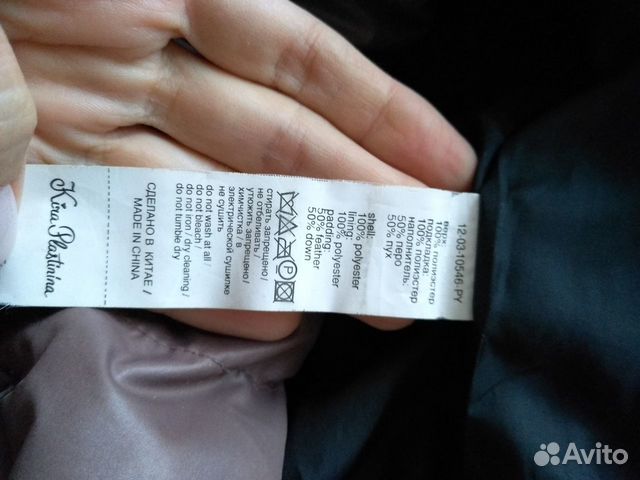 12-03-10546.PY
верх:
100% полиэстер
подкладка:
100% полиэстер
наполнитель:
50% перо
50% пух
shell:
100% polyester
lining:
100% polyester
padding:
50% feather
50% down
P
стирать запрещено/
не отбеливать/
утюжить запрещено/
химчистка / в
электрической сушилке
не сушить
do not wash at all/
do not bleach/
do not iron / dry cleaning /
do not tumble dry
СДЕЛАНО В КИТАЕ /
MADE IN CHINA
Kira Plastinina
Avito